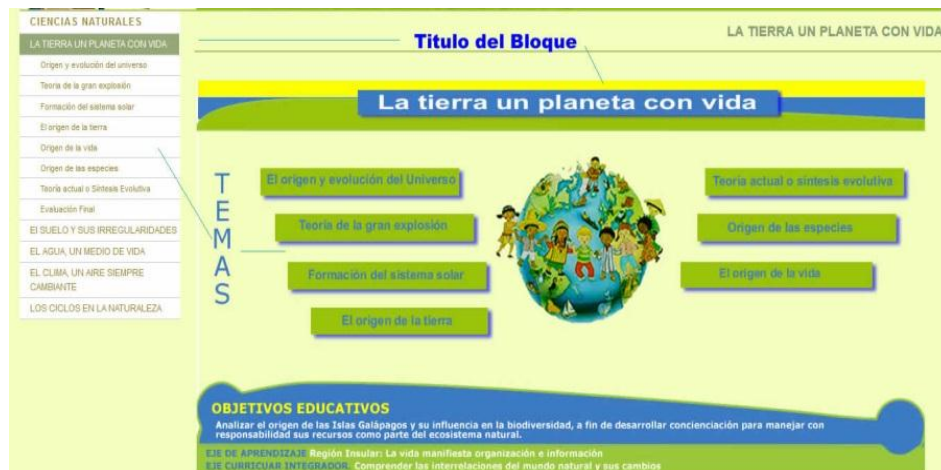 CIENCIAS NATURALES
LA TIERRA UN PLANETA CON VIDA
Origen y evolución del universo
Teoría de la gran explosión
Formación del sistema solar
El origen de la tierra
Origen de la vida
Origen de las especies
Teoría actual o Síntesis Evolutiva
Evaluación Final
El SUELO Y SUS IRREGULARIDADES
EL AGUA, UN MEDIO DE VIDA
EL CLIMA, UN AIRE SIEMPRE
CAMBIANTE
LOS CICLOS EN LA NATURALEZA
Titulo del Bloque
LA TIERRA UN PLANETA CON VIDA
La tierra un planeta con vida
TEMAS
El origen y evolución del Universo
Teoría de la gran explosión
Formación del sistema solar
El origen de la tierra
Teoría actual o sintesis evolutiva
Origen de las especies
El origen de la vida
OBJETIVOS EDUCATIVOS
Analizar el origen de las Islas Galápagos y su influencia en la biodiversidad, a fin de desarrollar concienciación para manejar con
responsabilidad sus recursos como parte del ecosistema natural.
EJE DE APRENDIZAJE Región Insular: La vida manifiesta organización e información
EJE CURRICUAR INTEGRADOR Comprender las interrelaciones del mundo natural y sus cambios